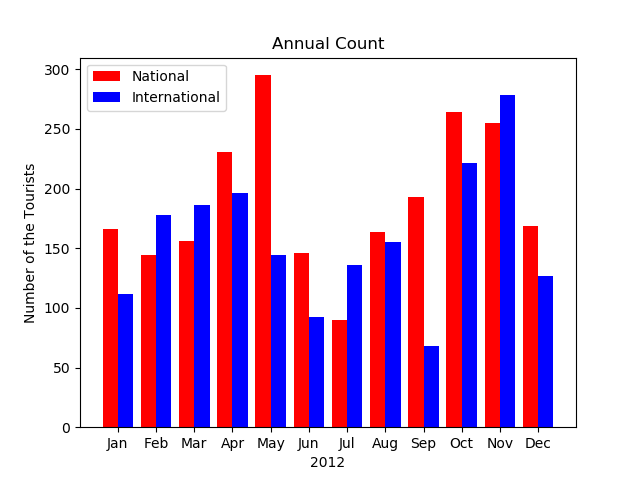 Annual Count
National
International
Number of the Tourists
300
250
200
150
100
50
0
Jan Feb Mar Apr May Jun Jul Aug Sep Oct Nov Dec
2012